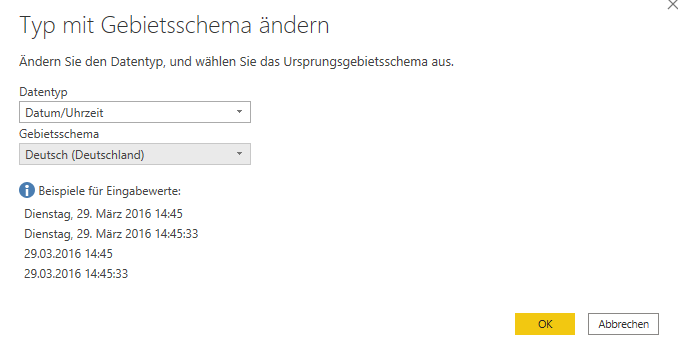 Typ mit Gebietsschema ändern
Ändern Sie den Datentyp, und wählen Sie das Ursprungsgebietsschema aus.
Datentyp
Datum/Uhrzeit
Gebietsschema
Deutsch (Deutschland)
Beispiele für Eingabewerte:
Dienstag, 29. März 2016 14:45
Dienstag, 29. März 2016 14:45:33
29.03.2016 14:45
29.03.2016 14:45:33
OK Abbrechen